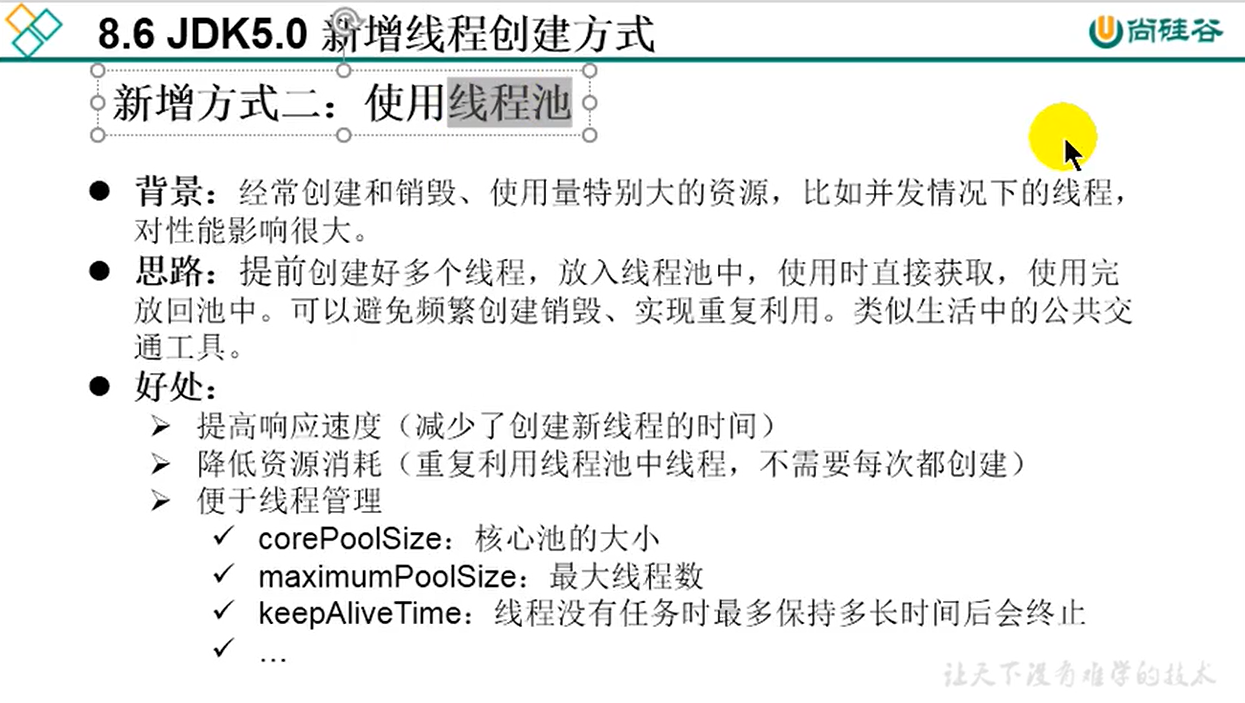 8.6 JDK5.0 新增线程创建方式
尚硅谷
新增方式二：使用线程池
● 背景：经常创建和销毁、使用量特别大的资源，比如并发情况下的线程，
对性能影响很大。
● 思路：提前创建好多个线程，放入线程池中，使用时直接获取，使用完
放回池中。可以避免频繁创建销毁、实现重复利用。类似生活中的公共交
通工具。
● 好处：
➢ 提高响应速度（减少了创建新线程的时间）
➢ 降低资源消耗（重复利用线程池中线程，不需要每次都创建）
➢ 便于线程管理
✓ corePoolSize：核心池的大小
✓ maximumPoolSize：最大线程数
✓ keepAliveTime：线程没有任务时最多保持多长时间后会终止
✓ …
让天下没有难学的技术